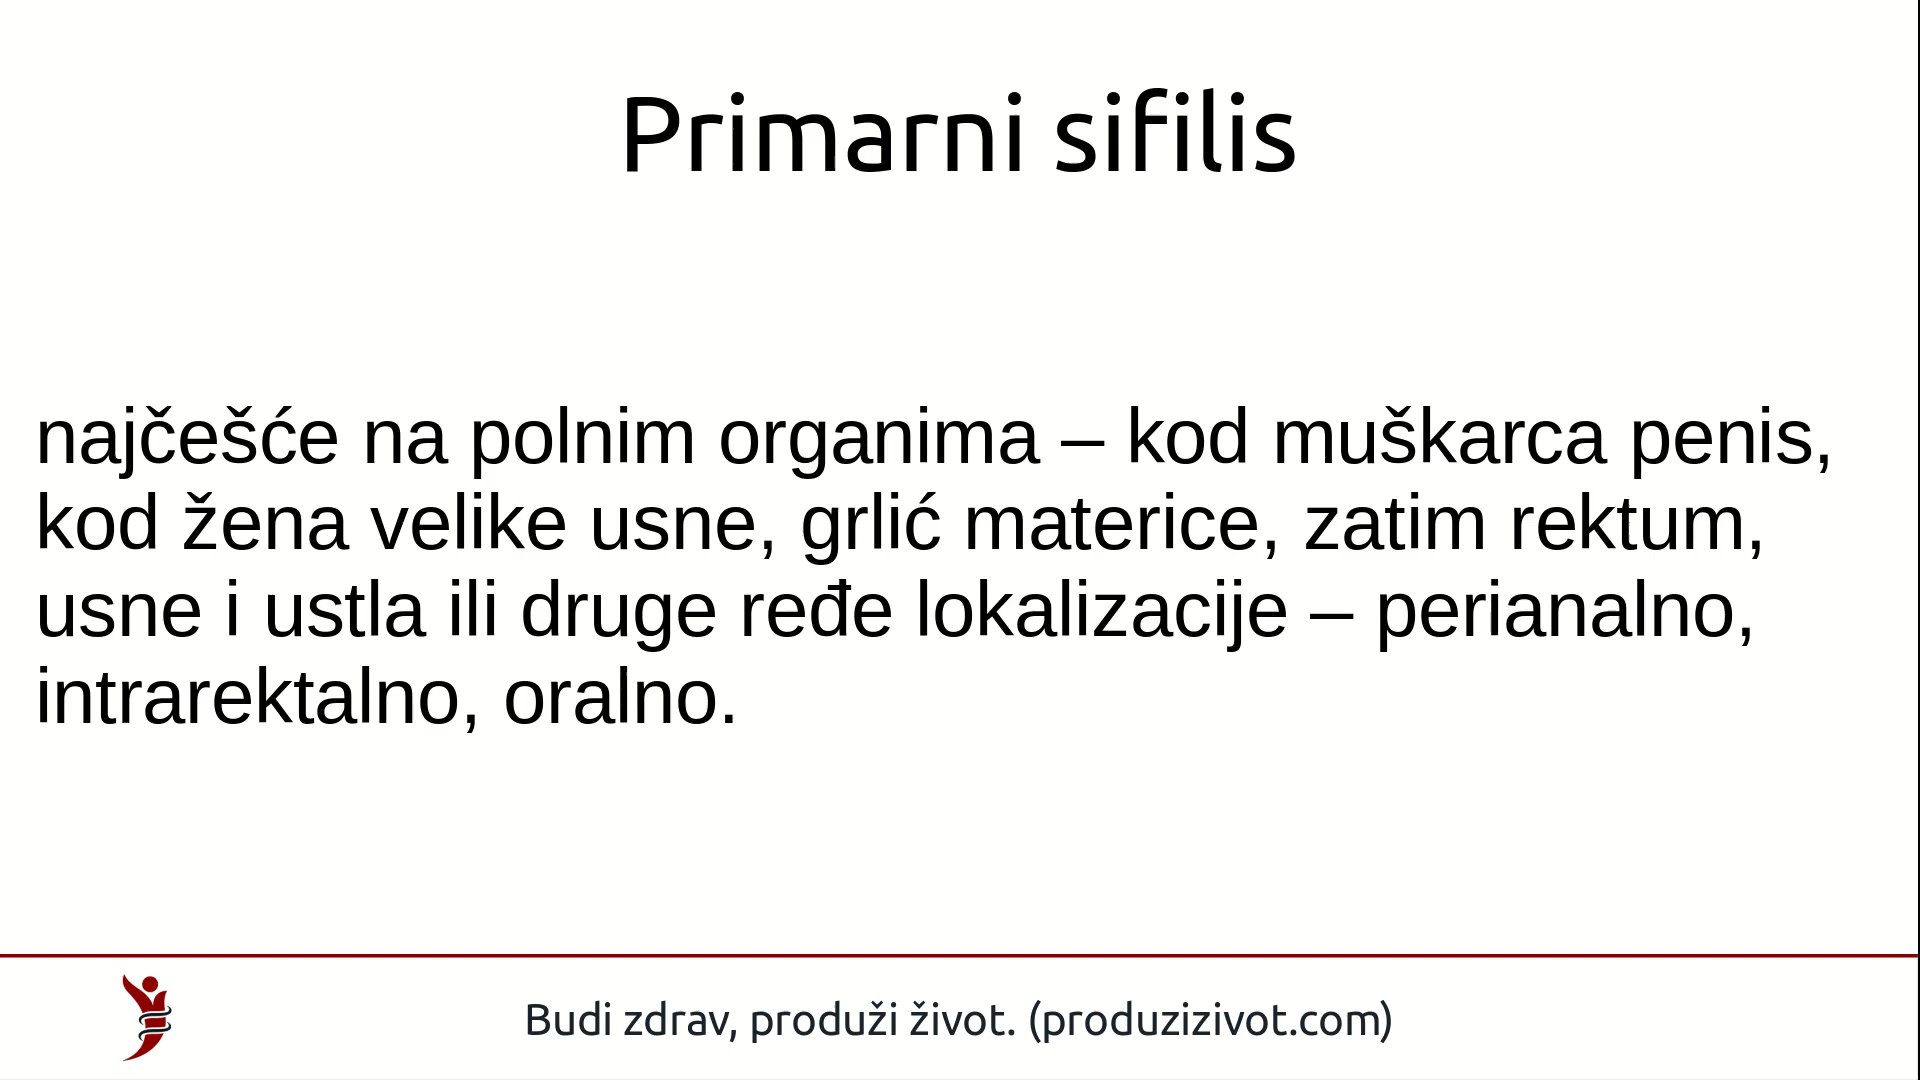 Primarni sifilis
najčešće na polnim organima – kod muškarca penis,
kod žena velike usne, grlić materice, zatim rektum,
usne i ustla ili druge ređe lokalizacije – perianalno,
intrarektalno, oralno.
Budi zdrav, produži život. (produzizivot.com)